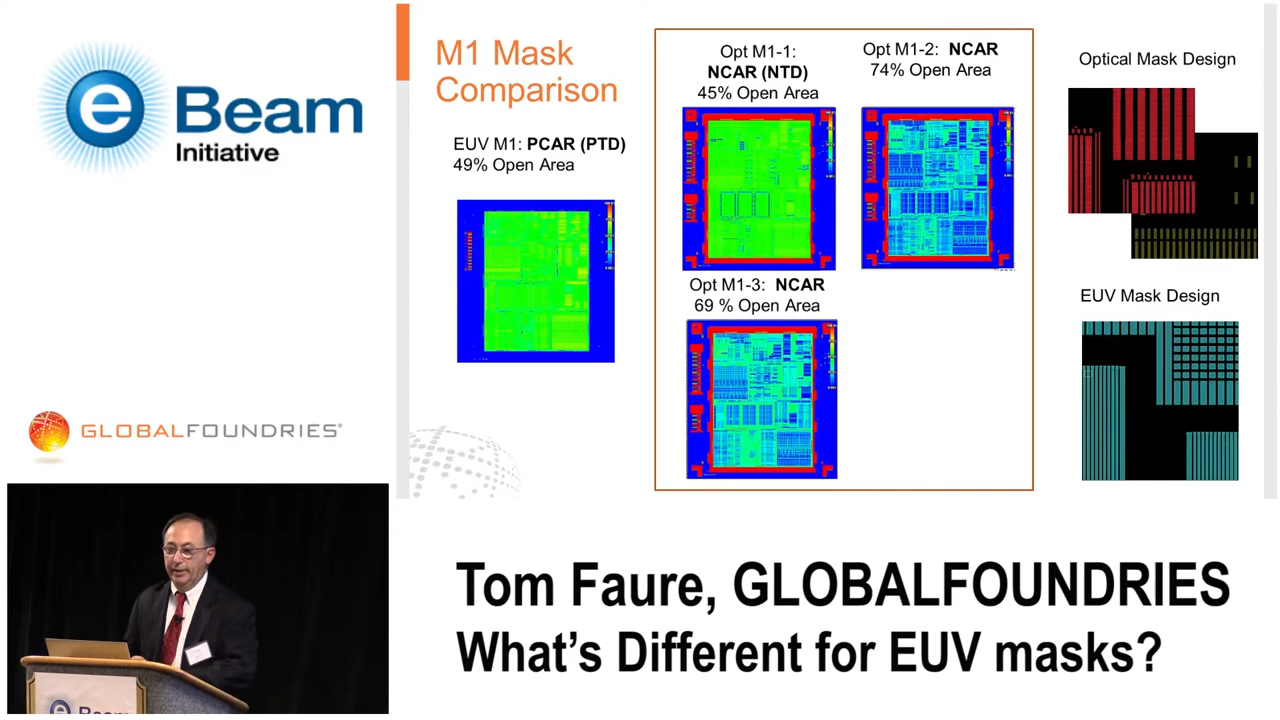 e Beam
Initiative
GLOBALFOUNDRIES
M1 Mask
Comparison
EUV M1: PCAR (PTD)
49% Open Area
Opt M1-1:
NCAR (NTD)
45% Open Area
Opt M1-2: NCAR
74% Open Area
Opt M1-3: NCAR
69 % Open Area
Optical Mask Design
EUV Mask Design
e Beam
Tom Faure, GLOBALFOUNDRIES
What's Different for EUV masks?